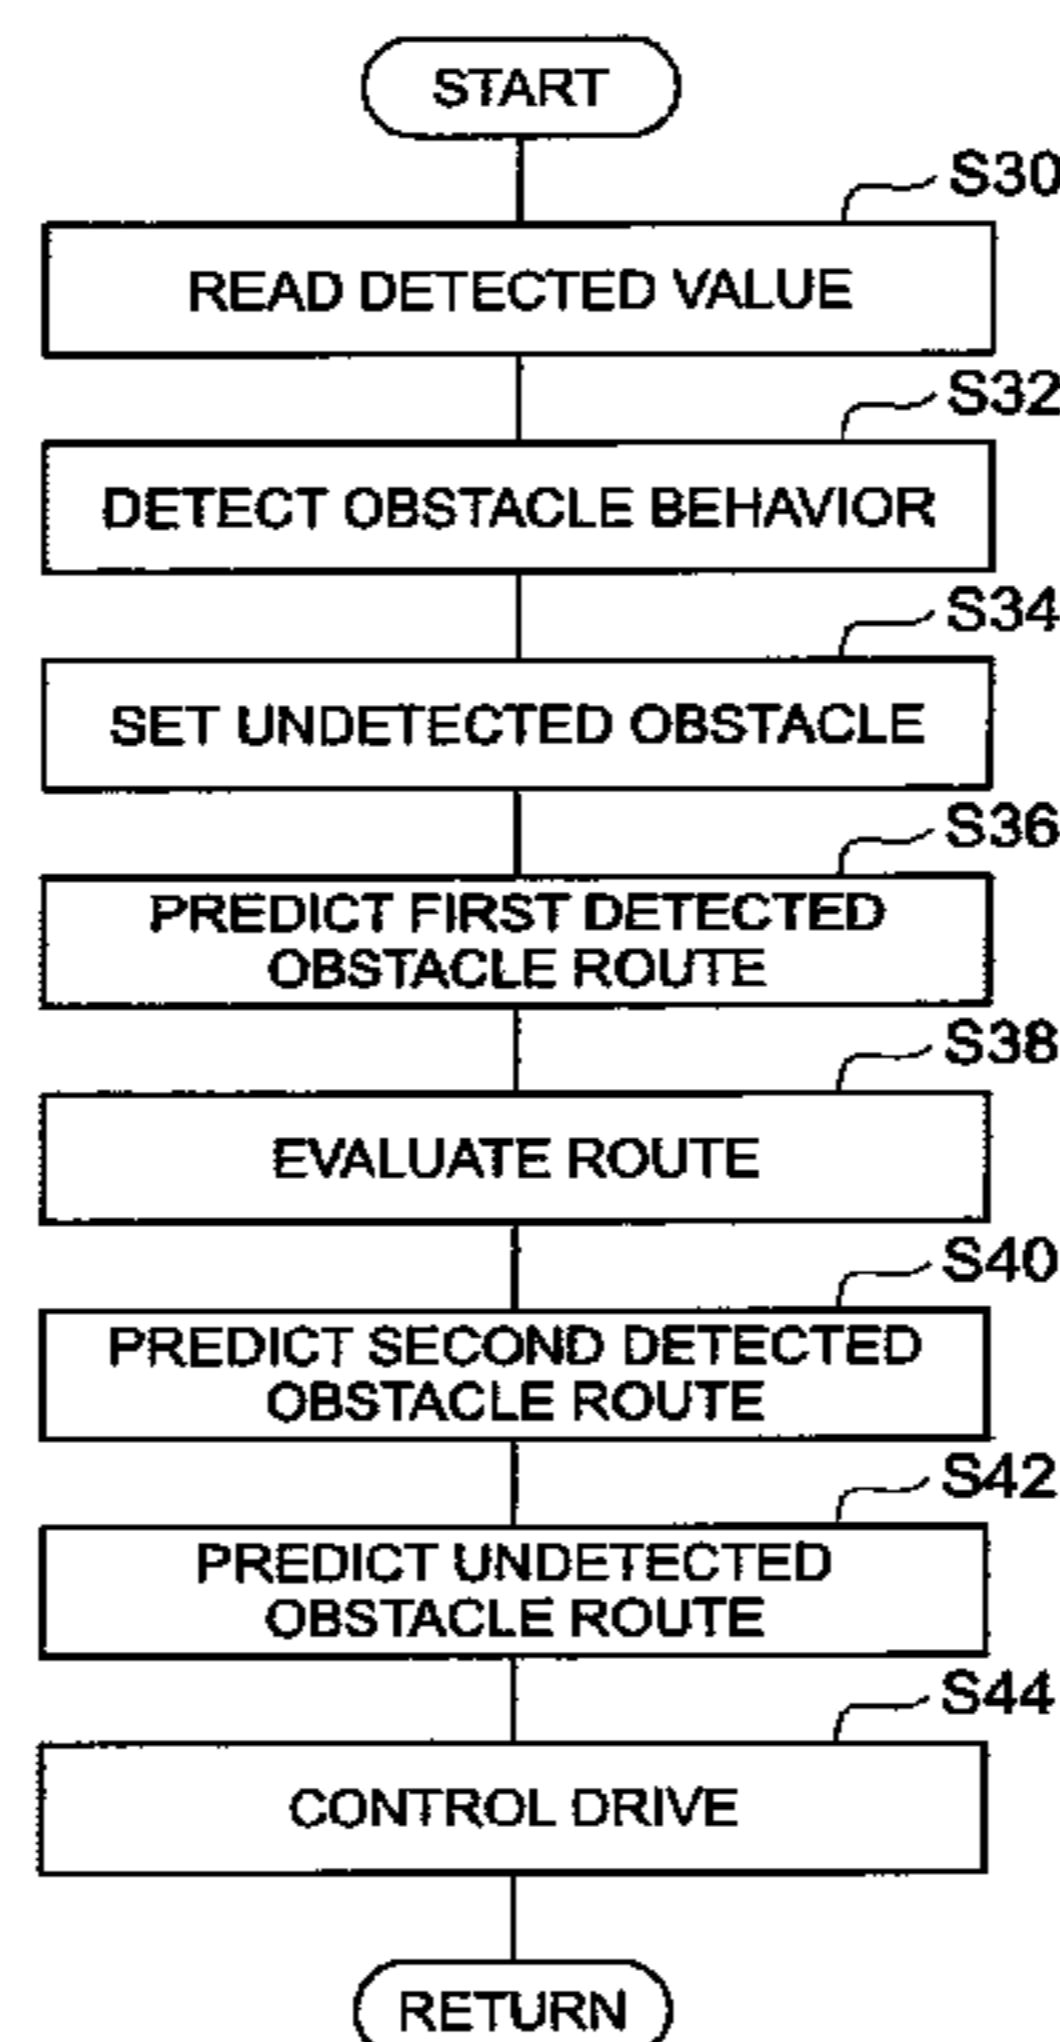 START
S30
READ DETECTED VALUE
S32
DETECT OBSTACLE BEHAVIOR
S34
SET UNDETECTED OBSTACLE
S36
PREDICT FIRST DETECTED
OBSTACLE ROUTE
S38
EVALUATE ROUTE
S40
PREDICT SECOND DETECTED
OBSTACLE ROUTE
S42
PREDICT UNDETECTED
OBSTACLE ROUTE
S44
CONTROL DRIVE
RETURN